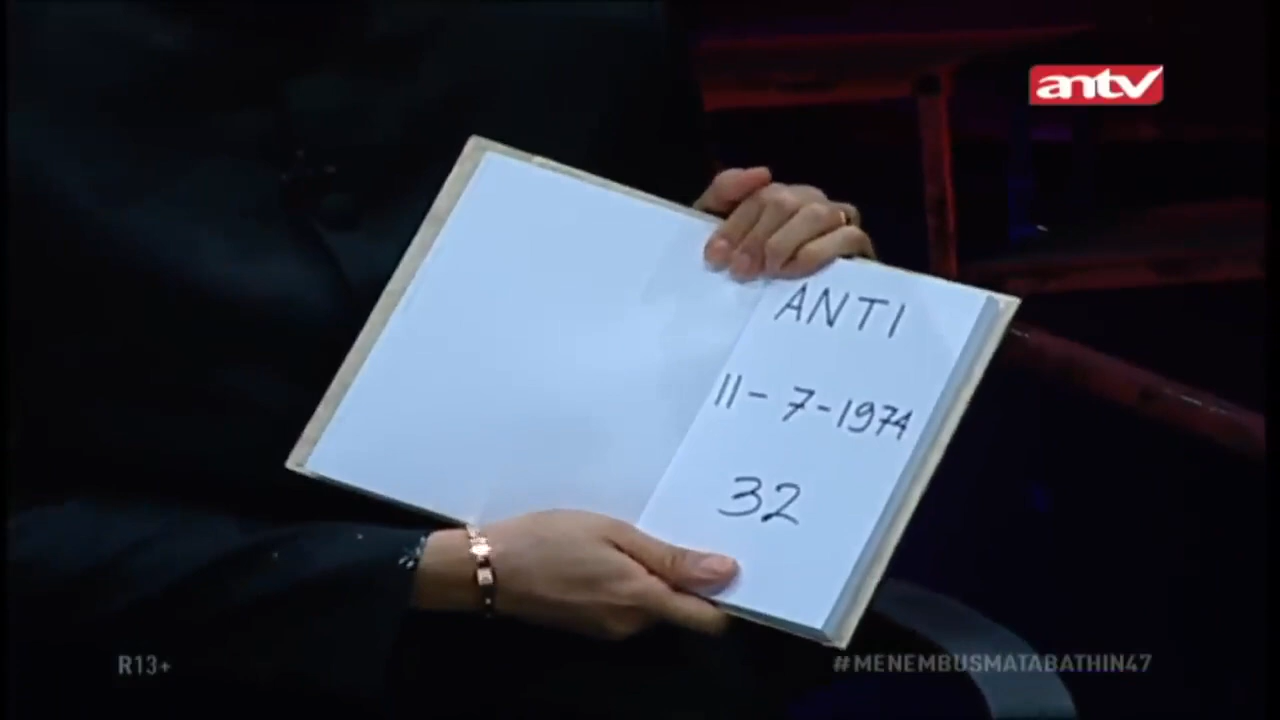 antv
ANTI
11-7-1974
32
R13+
#MENEMBUSMATABATHIN47